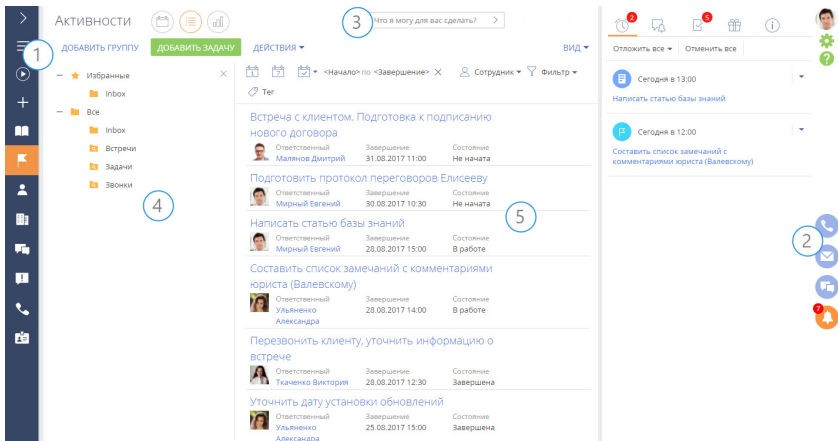 Активности
3
Что я могу для вас сделать?
1
ДОБАВИТЬ ГРУППУ
ДОБАВИТЬ ЗАДАЧУ
ДЕЙСТВИЯ
ВИД
Избранные
Inbox
Все
Inbox
Встречи
Задачи
Звонки
4
1
7
<Начало> по <Завершение>
Сотрудник
Фильтр
Тег
Встреча с клиентом. Подготовка к подписанию
нового договора
Ответственный Завершение Состояние
Малянов Дмитрий 31.08.2017 11:00 Не начата
Подготовить протокол переговоров Елисееву
Ответственный Завершение Состояние
Мирный Евгений 30.08.2017 10:30 Не начата
5
Написать статью базы знаний
Ответственный Завершение Состояние
Мирный Евгений 28.08.2017 15:00 В работе
Составить список замечаний с комментариями
юриста (Валевскому)
Ответственный Завершение Состояние
Ульяненко 28.08.2017 14:00 В работе
Александра
Перезвонить клиенту, уточнить информацию о
встрече
Ответственный Завершение Состояние
Ткаченко Виктория 28.08.2017 12:30 Завершена
Уточнить дату установки обновлений
Ответственный Завершение Состояние
Ульяненко 25.08.2017 15:00 Завершена
Александра
2
5
Отложить все
Отменить все
Сегодня в 13:00
Написать статью базы знаний
Сегодня в 12:00
Составить список замечаний с
комментариями юриста (Валевскому)
?
2
7